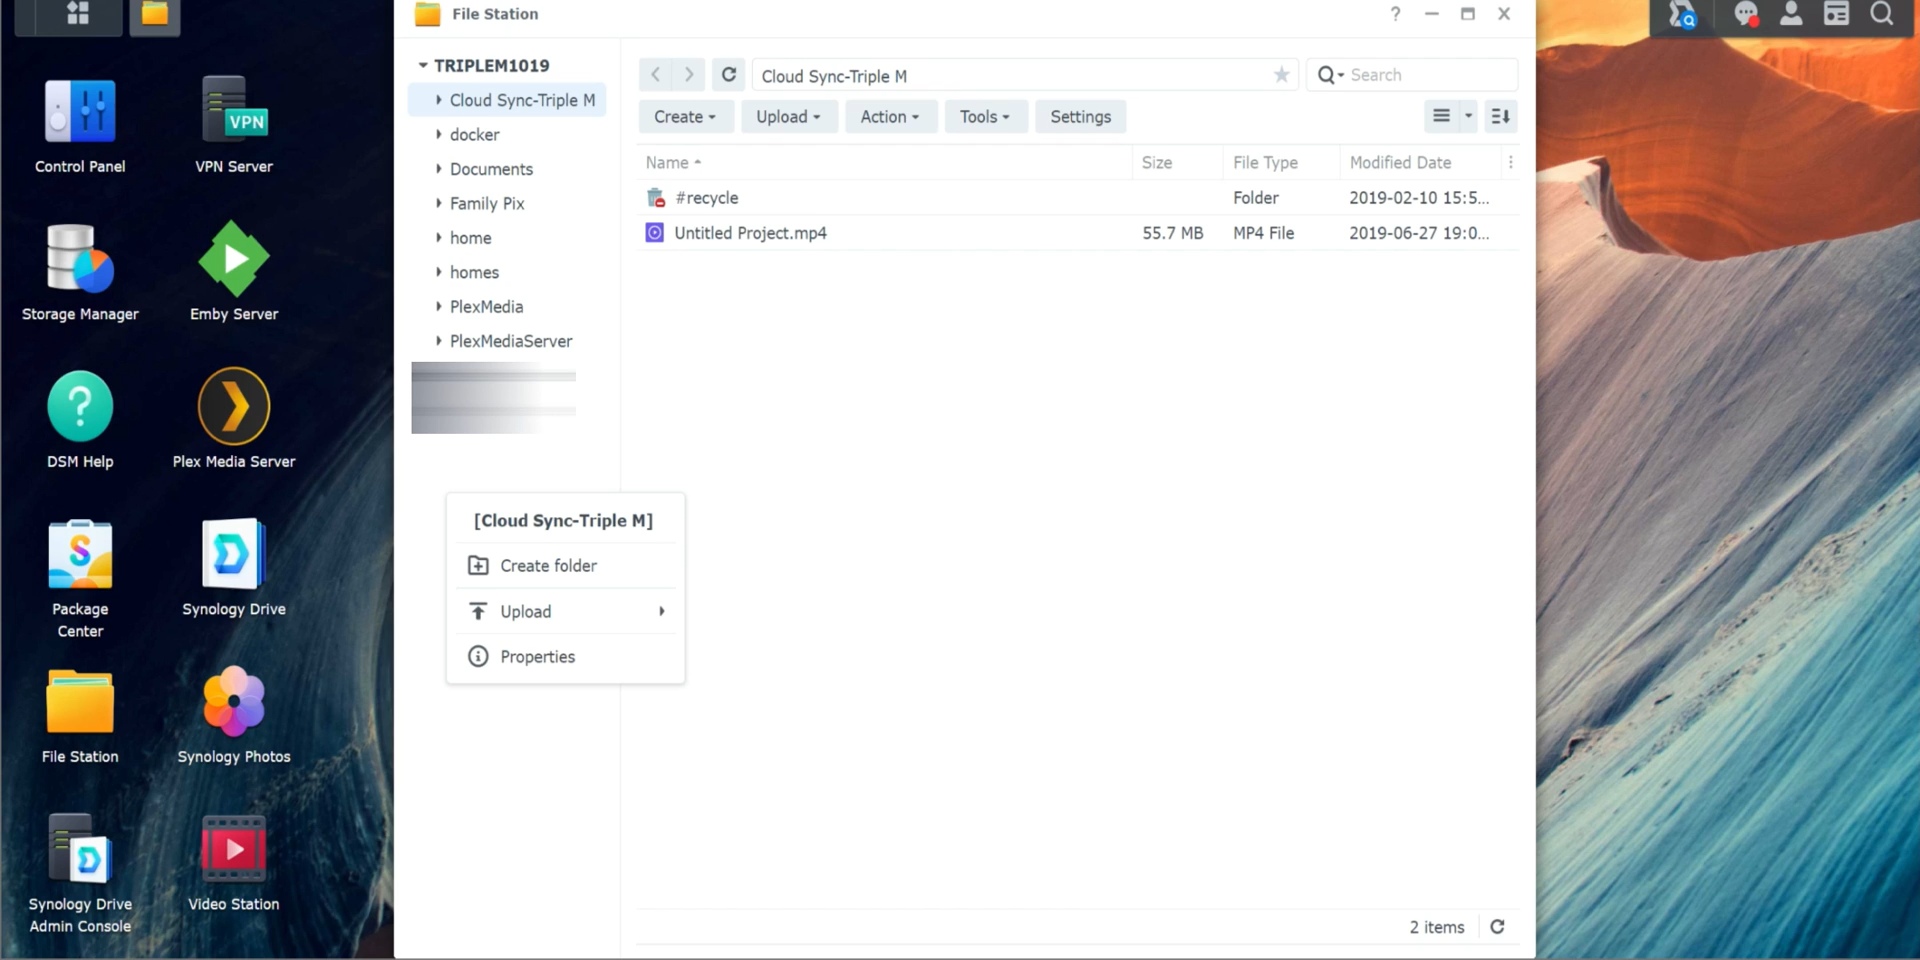 File Station
?
TRIPLEM1019
Cloud Sync-Triple M
docker
Documents
Family Pix
home
homes
PlexMedia
PlexMediaServer
Cloud Sync-Triple M
Search
Create
Upload
Action
Tools
Settings
Name
Size
File Type
Modified Date
#recycle
Folder
2019-02-10 15:5...
Untitled Project.mp4
55.7 MB
MP4 File
2019-06-27 19:0...
[Cloud Sync-Triple M]
Create folder
Upload
Properties
2 items
Control Panel
VPN
VPN Server
Storage Manager
Emby Server
?
DSM Help
Plex Media Server
S
Package
Center
Synology Drive
File Station
Synology Photos
Synology Drive
Admin Console
Video Station